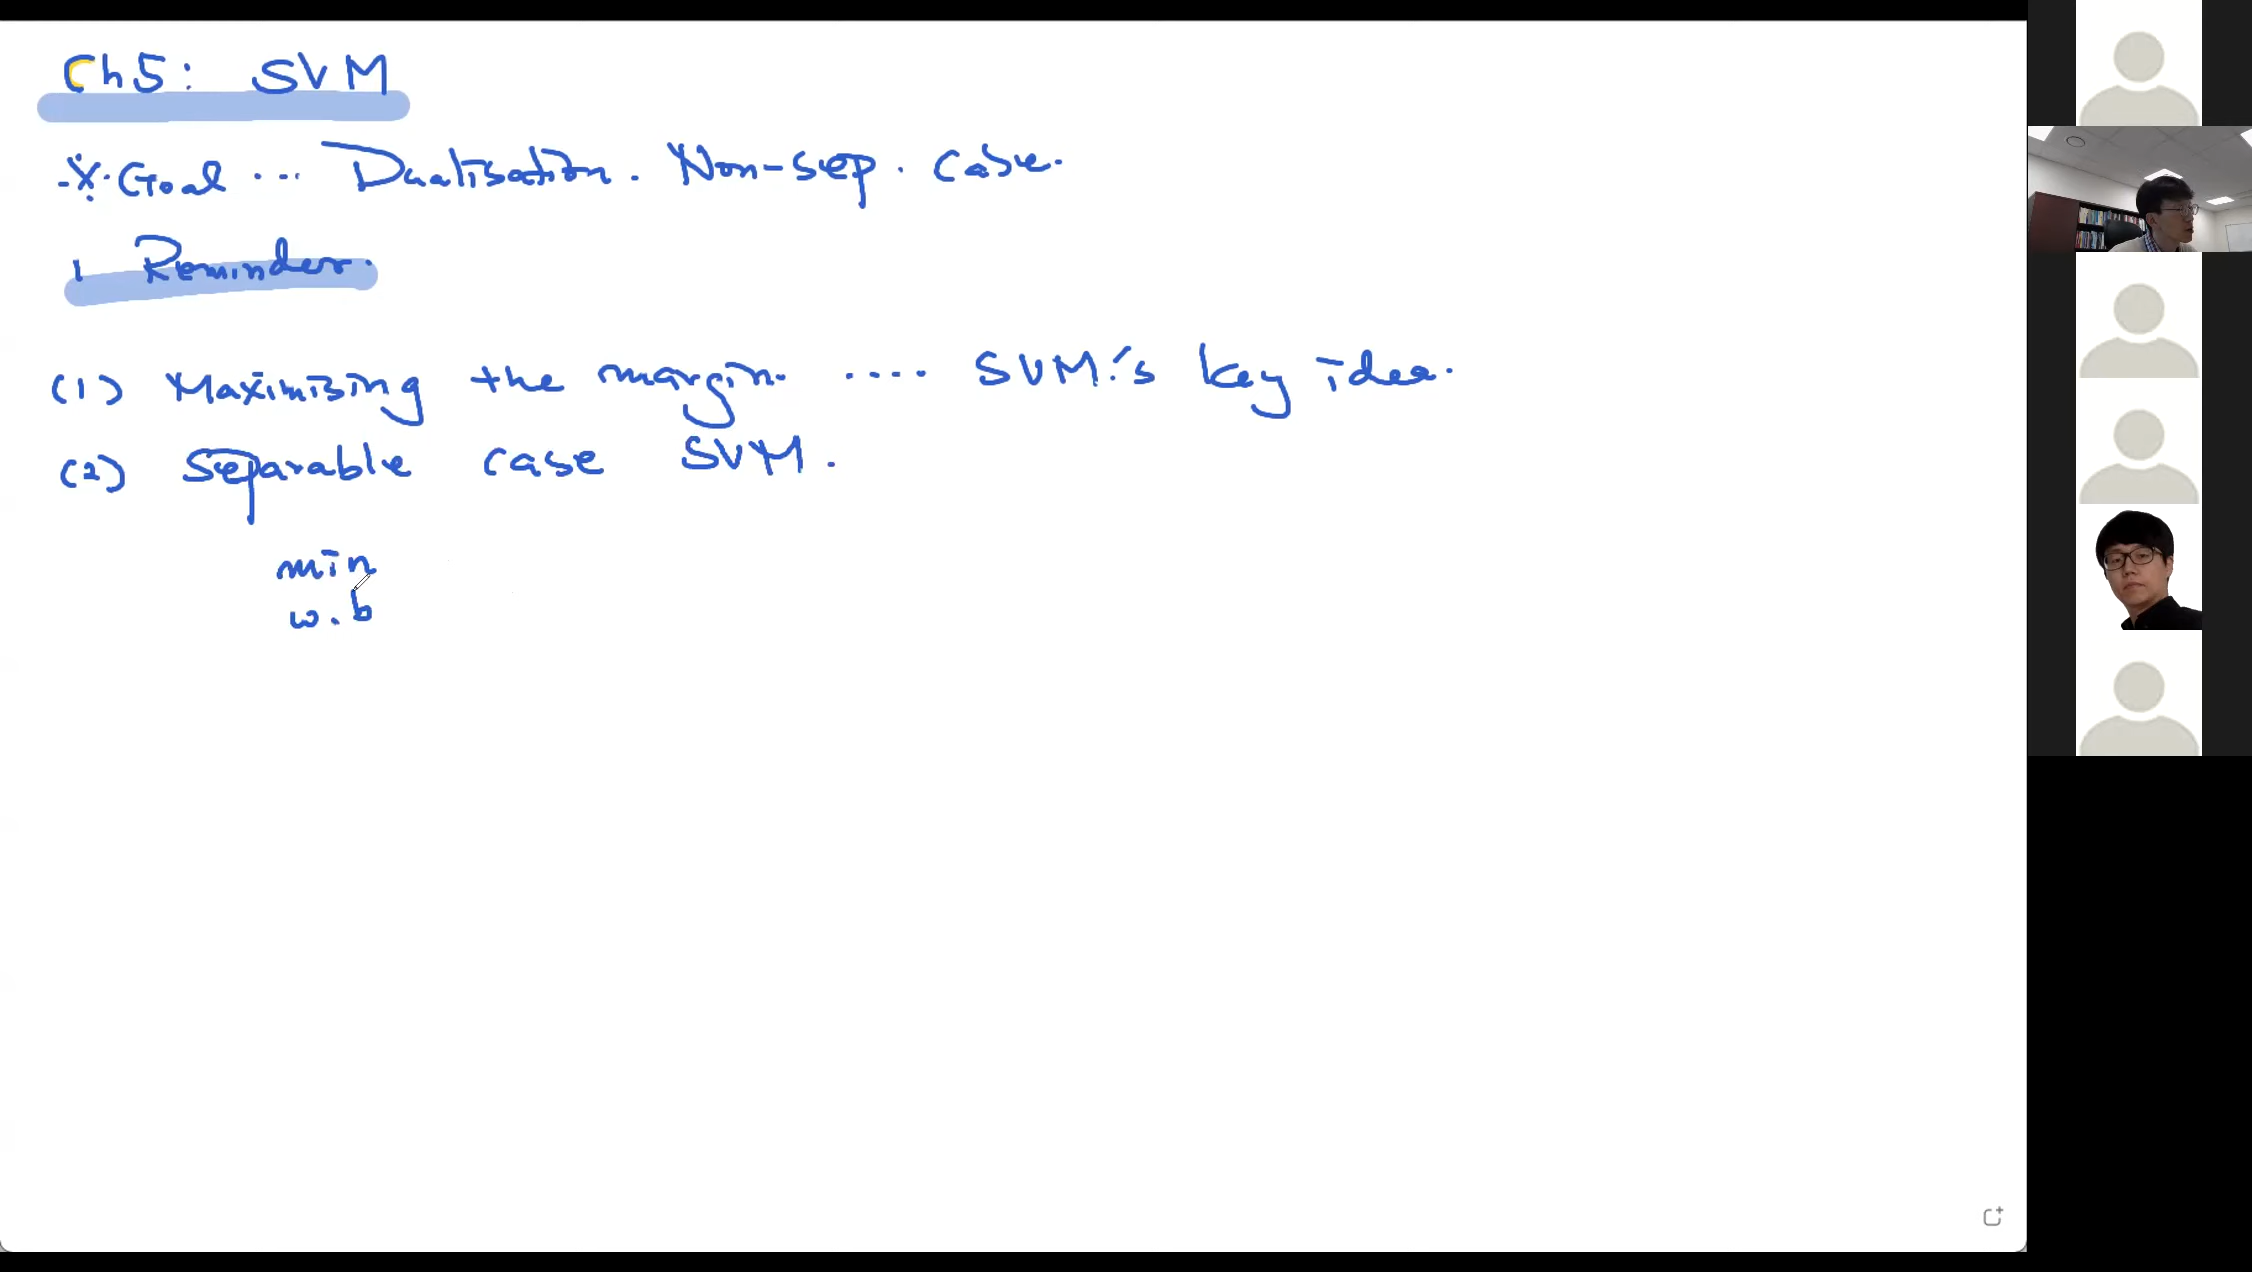 Ch5: SVM
※ Goal ... Dualisation. Non-sep. case.
1 Reminder.
(1) Maximising the margin. .... SVM's key idea.
(2) Separable case SVM.
min
w.b